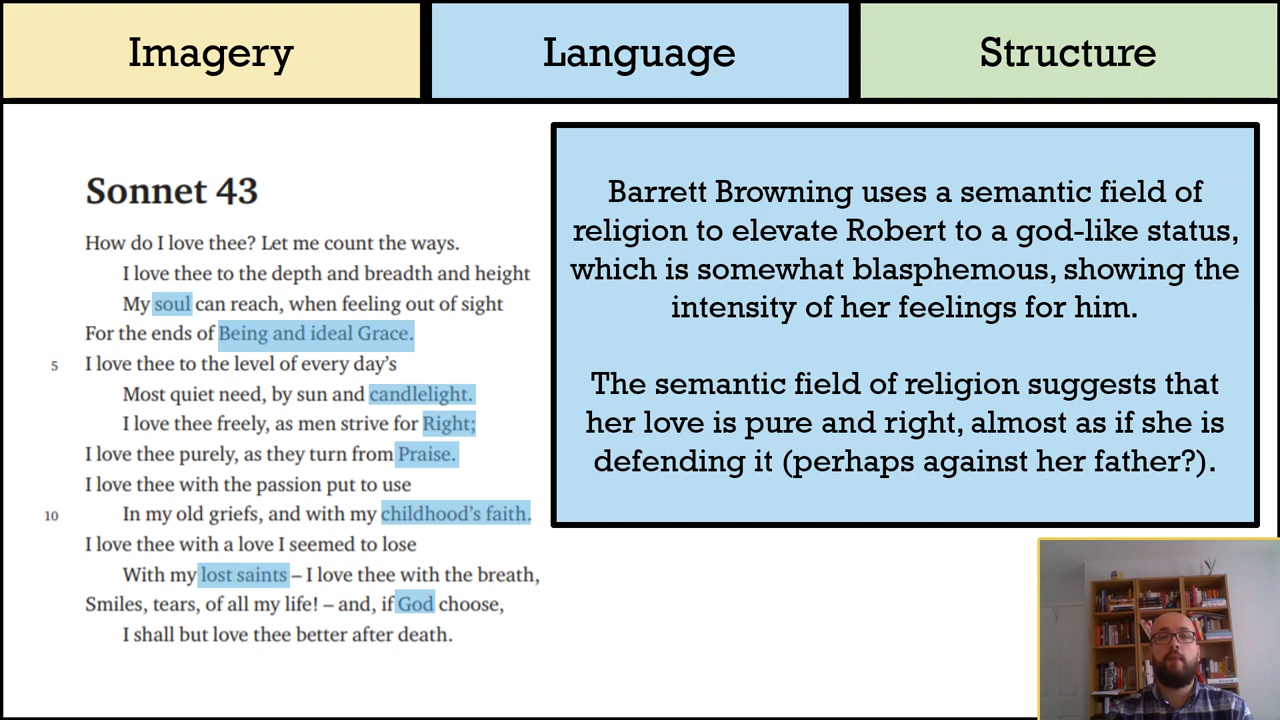 Imagery
Language
Structure
Sonnet 43
How do I love thee? Let me count the ways.
I love thee to the depth and breadth and height
My soul can reach, when feeling out of sight
For the ends of Being and ideal Grace.
5 I love thee to the level of every day’s
Most quiet need, by sun and candlelight.
I love thee freely, as men strive for Right;
I love thee purely, as they turn from Praise.
I love thee with the passion put to use
10 In my old griefs, and with my childhood’s faith.
I love thee with a love I seemed to lose
With my lost saints – I love thee with the breath,
Smiles, tears, of all my life! – and, if God choose,
I shall but love thee better after death.
Barrett Browning uses a semantic field of
religion to elevate Robert to a god-like status,
which is somewhat blasphemous, showing the
intensity of her feelings for him.
The semantic field of religion suggests that
her love is pure and right, almost as if she is
defending it (perhaps against her father?).